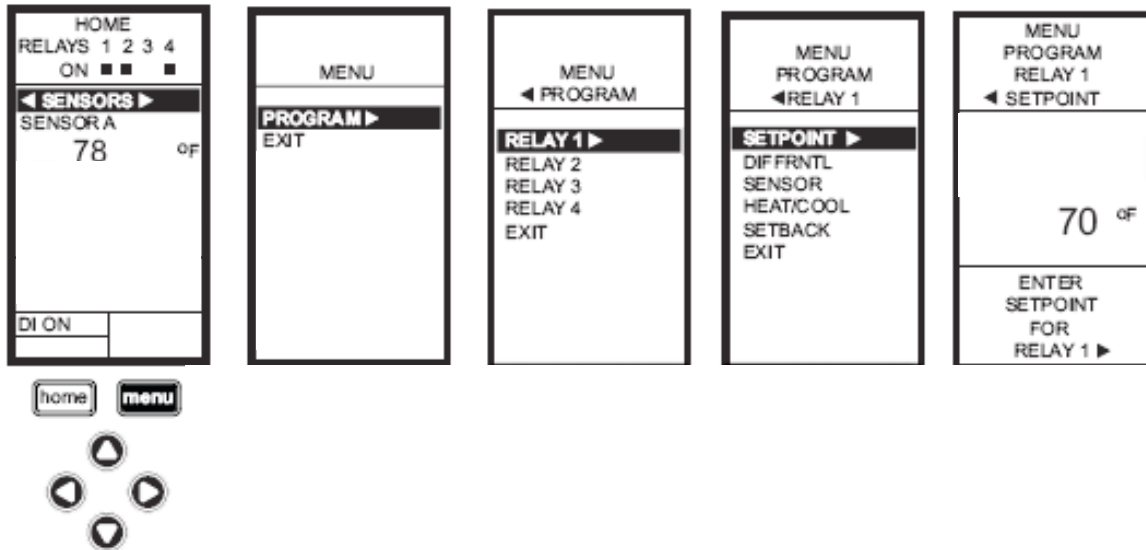 HOME
RELAYS 1 2 3 4
ON ■ ■ ■
◄ SENSORS ►
SENSOR A
78 °F
DI ON
home menu
MENU
PROGRAM ►
EXIT
MENU
◄ PROGRAM
RELAY 1 ►
RELAY 2
RELAY 3
RELAY 4
EXIT
MENU
PROGRAM
◄ RELAY 1
SETPOINT ►
DIFFRNTL
SENSOR
HEAT/COOL
SETBACK
EXIT
MENU
PROGRAM
RELAY 1
◄ SETPOINT
70 °F
ENTER
SETPOINT
FOR
RELAY 1 ►